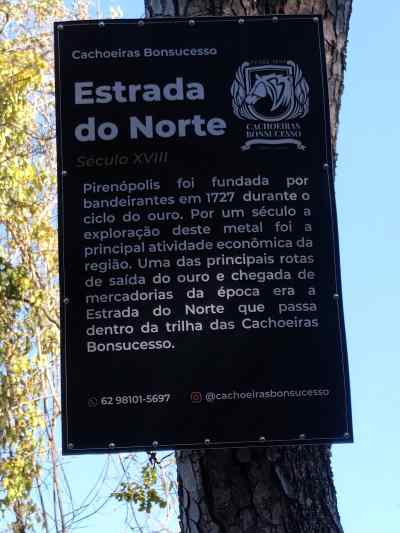 Cachoeiras Bonsucesso
Estrada
do Norte
Século XVIII
CACHOEIRAS
BONSUCESSO
Pirenópolis foi fundada por
bandeirantes em 1727 durante o
ciclo do ouro. Por um século a
exploração deste metal foi a
principal atividade econômica da
região. Uma das principais rotas
de saída do ouro e chegada de
mercadorias da época era a
Estrada do Norte que passa
dentro da trilha das Cachoeiras
Bonsucesso.
62 98101-5697 @cachoeirasbonsucesso